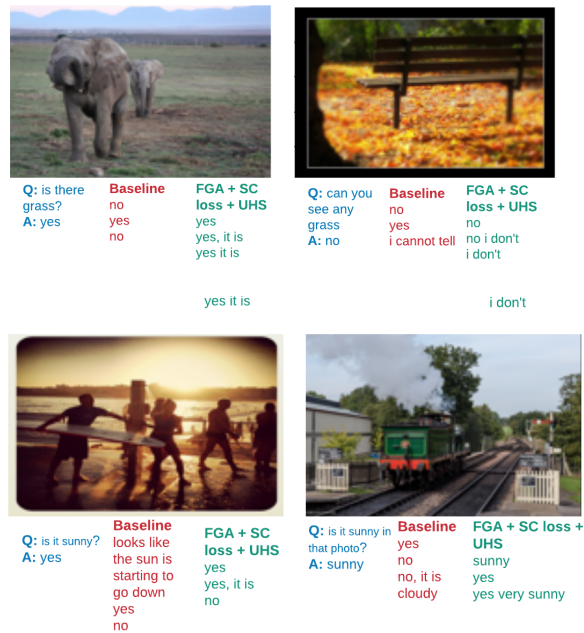 Q: is there
grass?
A: yes
Baseline
no
yes
no
FGA + SC
loss + UHS
yes
yes, it is
yes it is
yes it is
Q: can you
see any
grass
A: no
Baseline
no
yes
i cannot tell
FGA + SC
loss + UHS
no
no i don't
i don't
i don't
Q: is it sunny?
A: yes
Baseline
looks like
the sun is
starting to
go down
yes
no
FGA + SC
loss + UHS
yes
yes, it is
no
Q: is it sunny in
that photo?
A: sunny
Baseline
yes
no
no, it is
cloudy
FGA + SC loss +
UHS
sunny
yes
yes very sunny